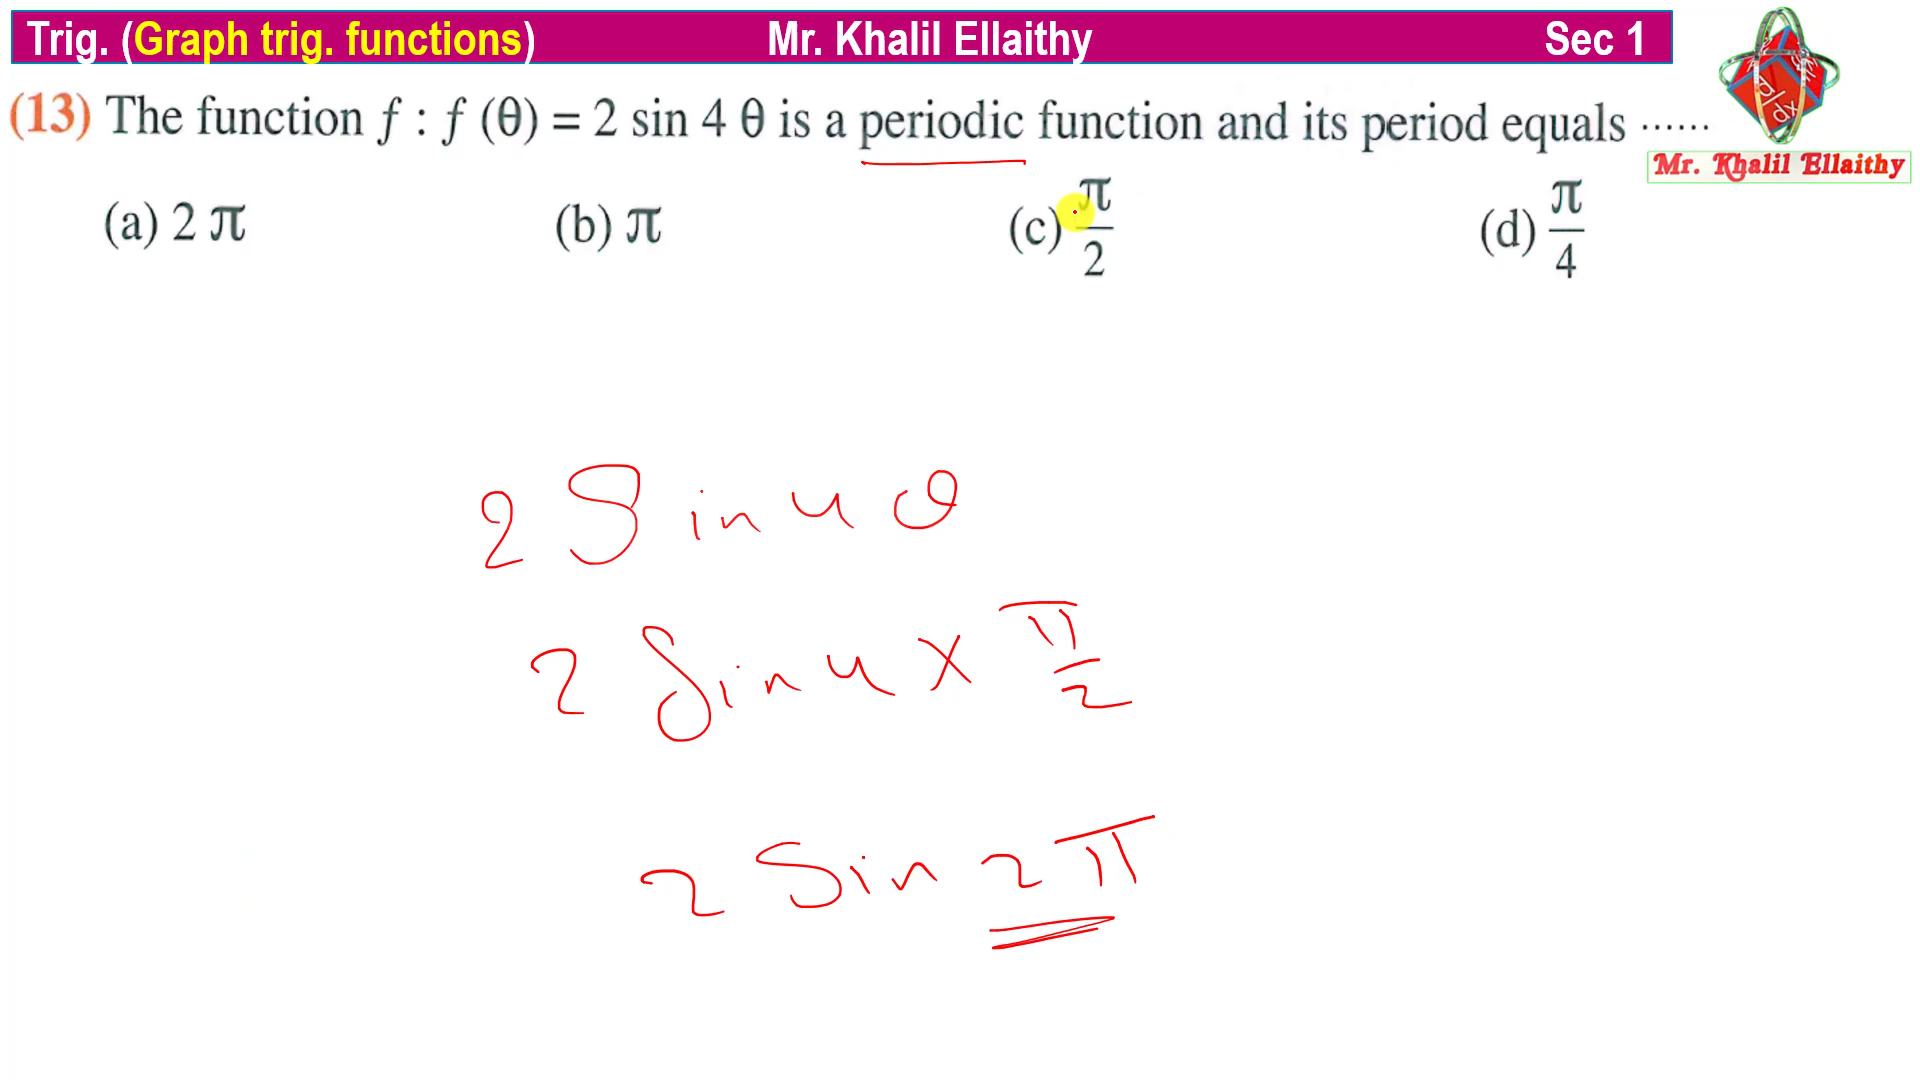 Trig. (Graph trig. functions) Mr. Khalil Ellaithy Sec 1
(13) The function f : f (θ) = 2 sin 4 θ is a periodic function and its period equals ······
d/dx
Mr. Khalil Ellaithy
(a) 2 π (b) π (c) π/2 (d) π/4
2 Sin 4 θ
2 Sin 4 × π/2
2 Sin 2π